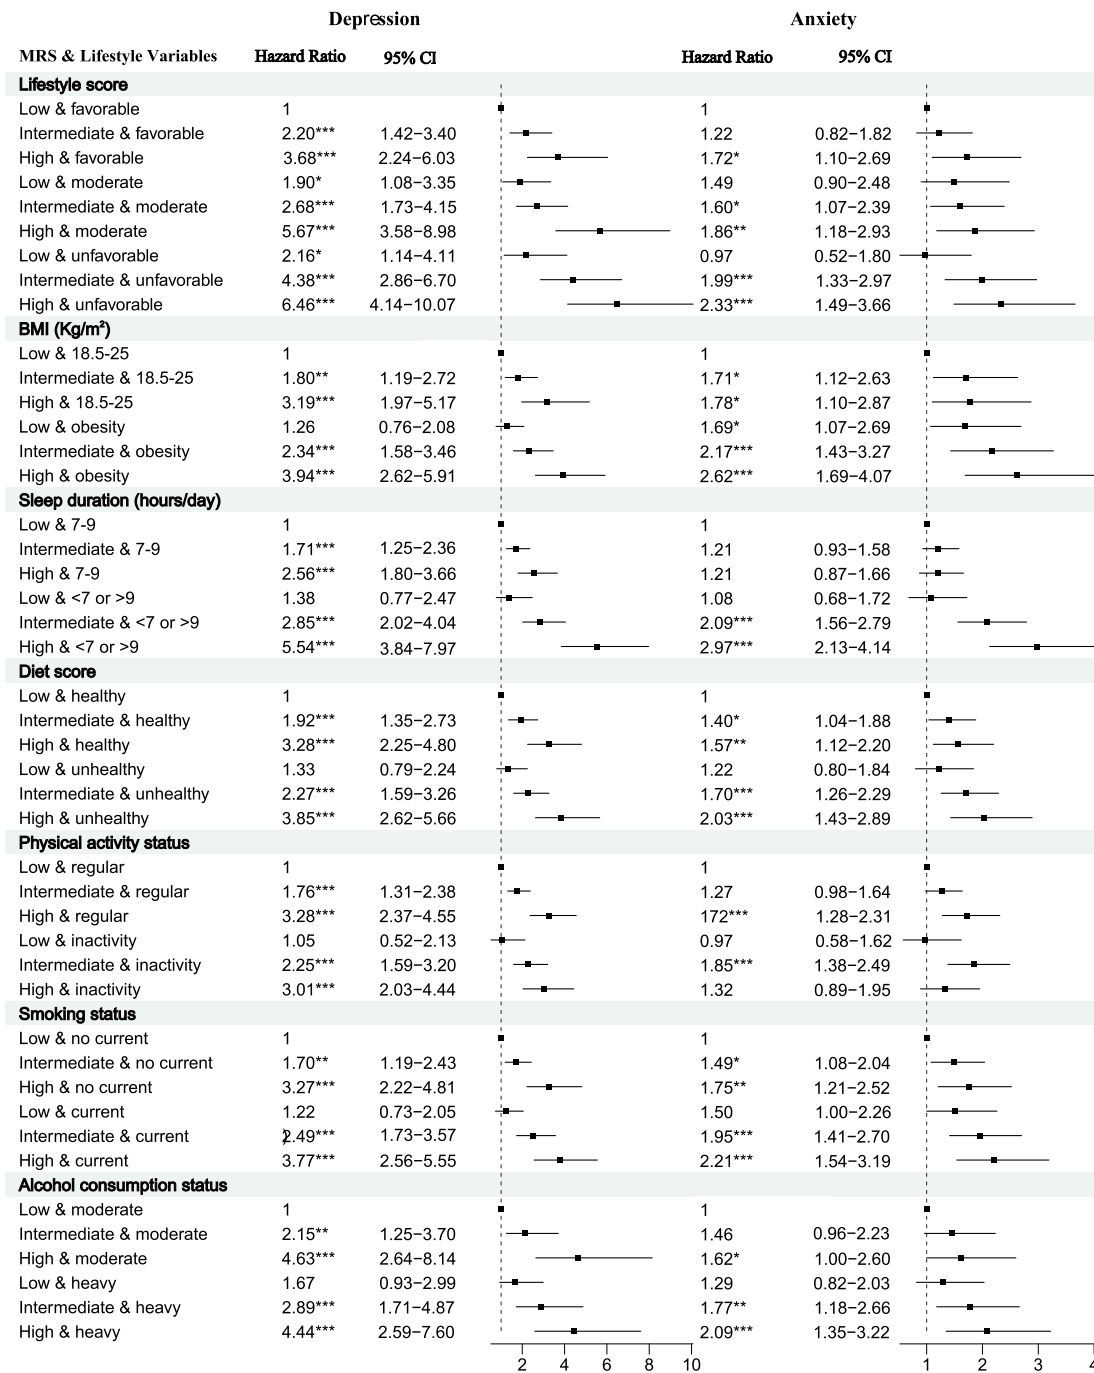 Depression Anxiety
MRS & Lifestyle Variables Hazard Ratio 95% CI Hazard Ratio 95% CI
Lifestyle score
Low & favorable 1 1
Intermediate & favorable 2.20*** 1.42−3.40 1.22 0.82−1.82
High & favorable 3.68*** 2.24−6.03 1.72* 1.10−2.69
Low & moderate 1.90* 1.08−3.35 1.49 0.90−2.48
Intermediate & moderate 2.68*** 1.73−4.15 1.60* 1.07−2.39
High & moderate 5.67*** 3.58−8.98 1.86** 1.18−2.93
Low & unfavorable 2.16* 1.14−4.11 0.97 0.52−1.80
Intermediate & unfavorable 4.38*** 2.86−6.70 1.99*** 1.33−2.97
High & unfavorable 6.46*** 4.14−10.07 2.33*** 1.49−3.66
BMI (Kg/m²)
Low & 18.5-25 1 1
Intermediate & 18.5-25 1.80** 1.19−2.72 1.71* 1.12−2.63
High & 18.5-25 3.19*** 1.97−5.17 1.78* 1.10−2.87
Low & obesity 1.26 0.76−2.08 1.69* 1.07−2.69
Intermediate & obesity 2.34*** 1.58−3.46 2.17*** 1.43−3.27
High & obesity 3.94*** 2.62−5.91 2.62*** 1.69−4.07
Sleep duration (hours/day)
Low & 7-9 1 1
Intermediate & 7-9 1.71*** 1.25−2.36 1.21 0.93−1.58
High & 7-9 2.56*** 1.80−3.66 1.21 0.87−1.66
Low & <7 or >9 1.38 0.77−2.47 1.08 0.68−1.72
Intermediate & <7 or >9 2.85*** 2.02−4.04 2.09*** 1.56−2.79
High & <7 or >9 5.54*** 3.84−7.97 2.97*** 2.13−4.14
Diet score
Low & healthy 1 1
Intermediate & healthy 1.92*** 1.35−2.73 1.40* 1.04−1.88
High & healthy 3.28*** 2.25−4.80 1.57** 1.12−2.20
Low & unhealthy 1.33 0.79−2.24 1.22 0.80−1.84
Intermediate & unhealthy 2.27*** 1.59−3.26 1.70*** 1.26−2.29
High & unhealthy 3.85*** 2.62−5.66 2.03*** 1.43−2.89
Physical activity status
Low & regular 1 1
Intermediate & regular 1.76*** 1.31−2.38 1.27 0.98−1.64
High & regular 3.28*** 2.37−4.55 172*** 1.28−2.31
Low & inactivity 1.05 0.52−2.13 0.97 0.58−1.62
Intermediate & inactivity 2.25*** 1.59−3.20 1.85*** 1.38−2.49
High & inactivity 3.01*** 2.03−4.44 1.32 0.89−1.95
Smoking status
Low & no current 1 1
Intermediate & no current 1.70** 1.19−2.43 1.49* 1.08−2.04
High & no current 3.27*** 2.22−4.81 1.75** 1.21−2.52
Low & current 1.22 0.73−2.05 1.50 1.00−2.26
Intermediate & current 2.49*** 1.73−3.57 1.95*** 1.41−2.70
High & current 3.77*** 2.56−5.55 2.21*** 1.54−3.19
Alcohol consumption status
Low & moderate 1 1
Intermediate & moderate 2.15** 1.25−3.70 1.46 0.96−2.23
High & moderate 4.63*** 2.64−8.14 1.62* 1.00−2.60
Low & heavy 1.67 0.93−2.99 1.29 0.82−2.03
Intermediate & heavy 2.89*** 1.71−4.87 1.77** 1.18−2.66
High & heavy 4.44*** 2.59−7.60 2.09*** 1.35−3.22
2 4 6 8 10 1 2 3 4